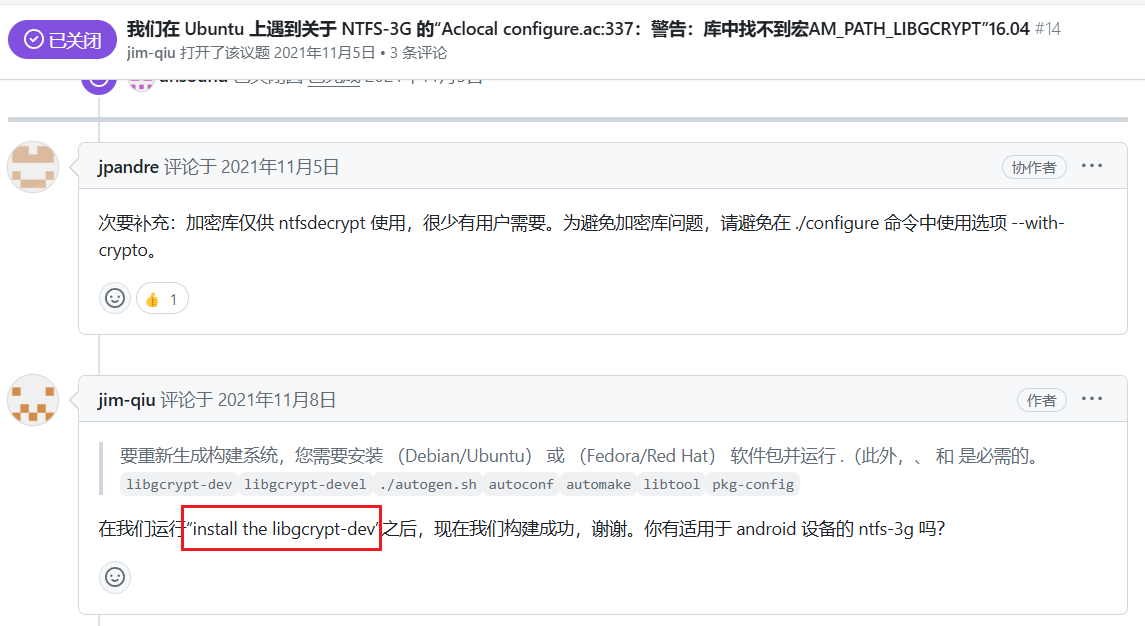 已关闭
我们在 Ubuntu 上遇到关于 NTFS-3G 的“Aclocal configure.ac:337：警告：库中找不到宏AM_PATH_LIBGCRYPT”16.04 #14
jim-qiu 打开了该议题 2021年11月5日 • 3 条评论
jpandre 评论于 2021年11月5日
协作者
次要补充：加密库仅供 ntfsdecrypt 使用，很少有用户需要。为避免加密库问题，请避免在 ./configure 命令中使用选项 --with-
crypto。
👍 1
jim-qiu 评论于 2021年11月8日
作者
要重新生成构建系统，您需要安装 （Debian/Ubuntu） 或 （Fedora/Red Hat） 软件包并运行 .（此外，、 和 是必需的。
libgcrypt-dev libgcrypt-devel ./autogen.sh autoconf automake libtool pkg-config
在我们运行“install the libgcrypt-dev”之后，现在我们构建成功，谢谢。你有适用于 android 设备的 ntfs-3g 吗？